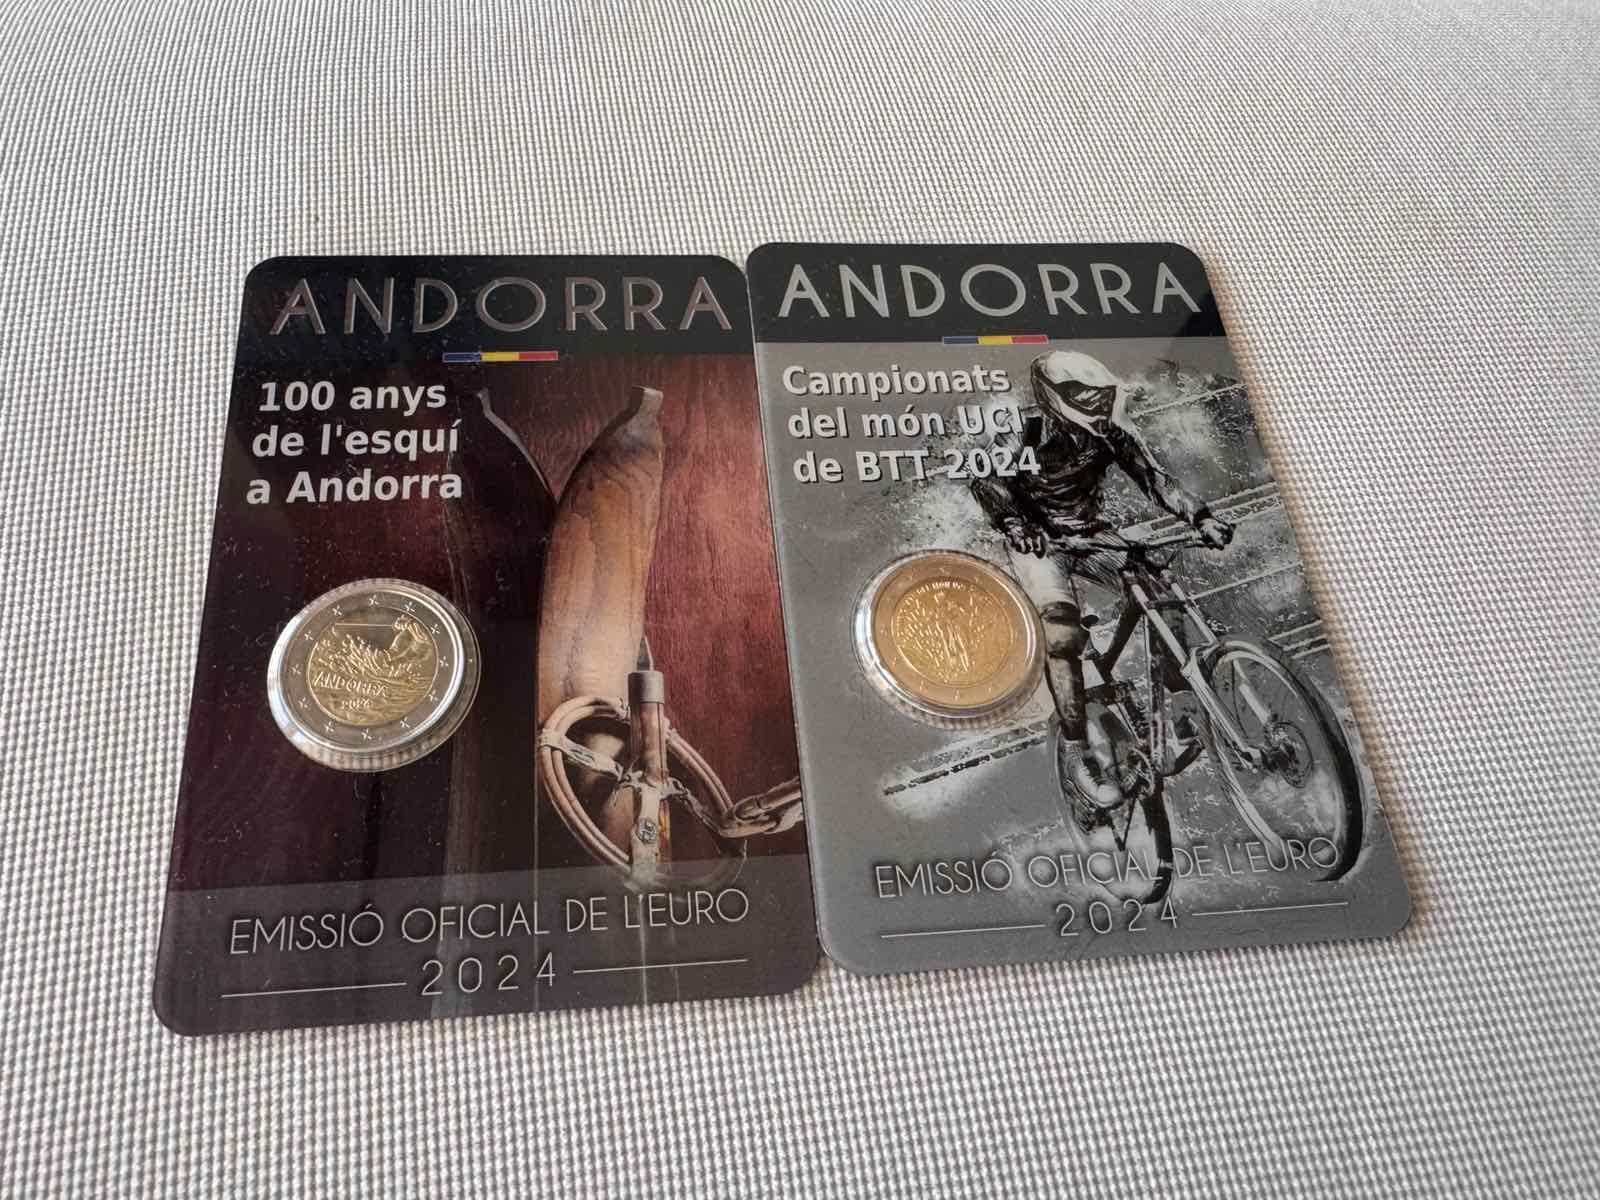 ANDORRA
100 anys
de l'esquí
a Andorra
ANDORRA
2024
EMISSIÓ OFICIAL DE L'EURO
2024
ANDORRA
Campionats
del món UCI
de BTT 2024
EMISSIÓ OFICIAL DE L'EURO
2024